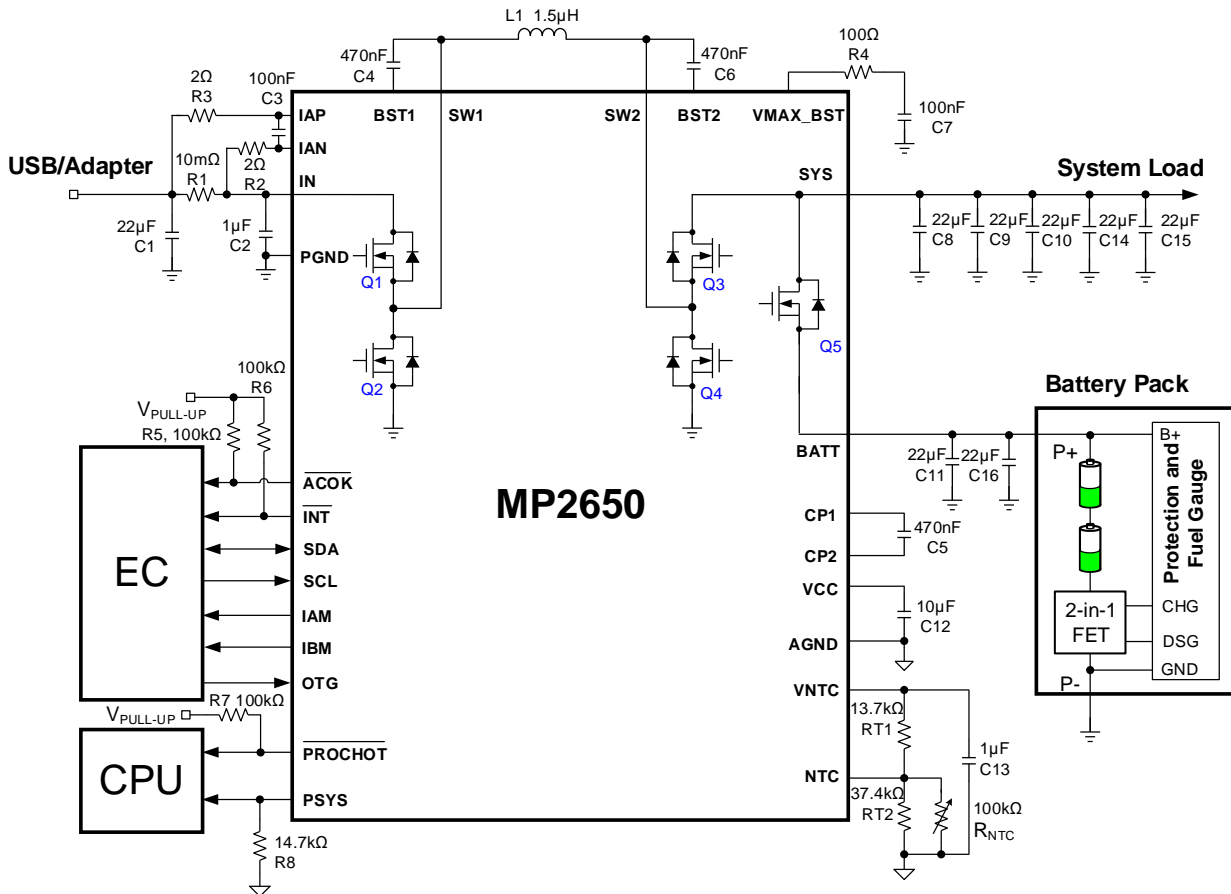 L1 1.5µH
470nF
C4
470nF
C6
100Ω
R4
100nF
C7
2Ω
R3
100nF
C3
IAP
BST1
SW1
SW2
BST2
VMAX_BST
IAN
2Ω
R2
USB/Adapter
10mΩ
R1
IN
SYS
System Load
22µF
C1
1µF
C2
PGND
Q1
Q2
Q3
Q4
Q5
22µF
C8
22µF
C9
22µF
C10
22µF
C14
22µF
C15
100kΩ
R6
VPULL-UP
R5, 100kΩ
EC
ACOK
INT
SDA
SCL
IAM
IBM
OTG
MP2650
BATT
22µF
C11
22µF
C16
Battery Pack
P+
B+
Protection and
Fuel Gauge
2-in-1
FET
CHG
DSG
GND
P-
CP1
470nF
C5
CP2
VCC
10µF
C12
AGND
R7 100kΩ
VPULL-UP
CPU
PROCHOT
PSYS
14.7kΩ
R8
VNTC
13.7kΩ
RT1
1µF
C13
NTC
37.4kΩ
RT2
100kΩ
RNTC